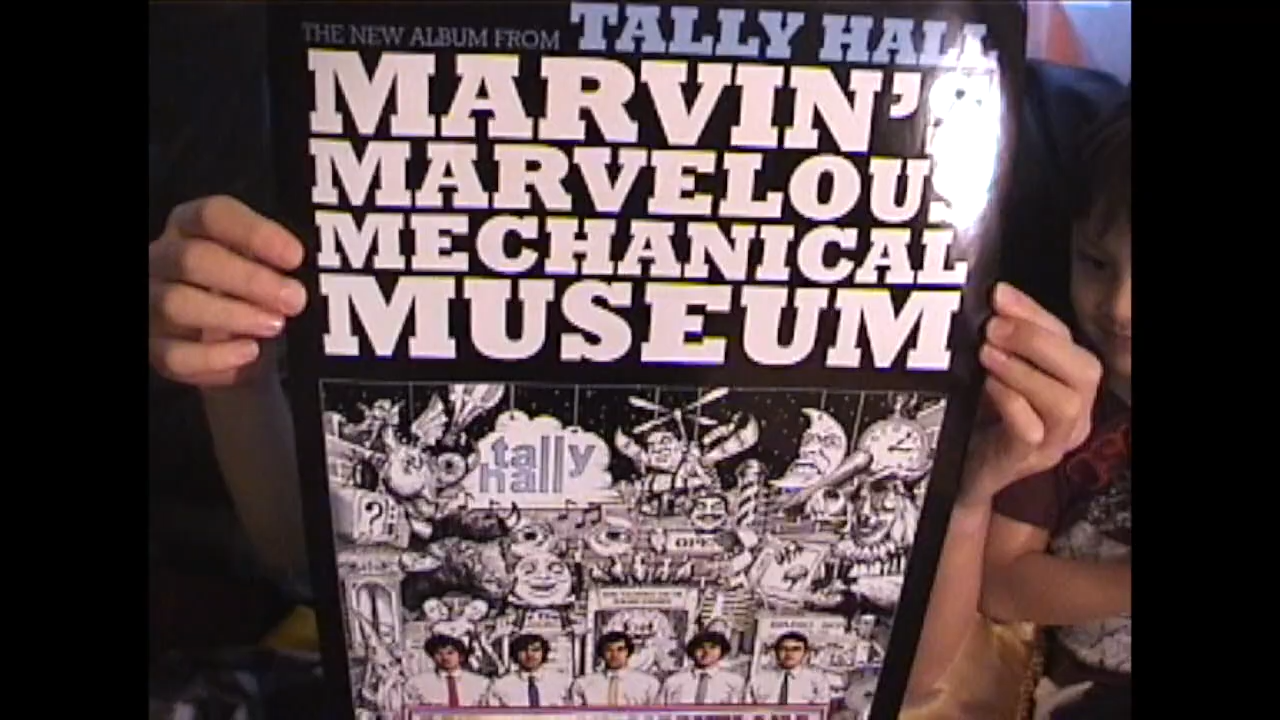 THE NEW ALBUM FROM TALLY HALL
MARVIN'S
MARVELOUS
MECHANICAL
MUSEUM
tally
hall
?